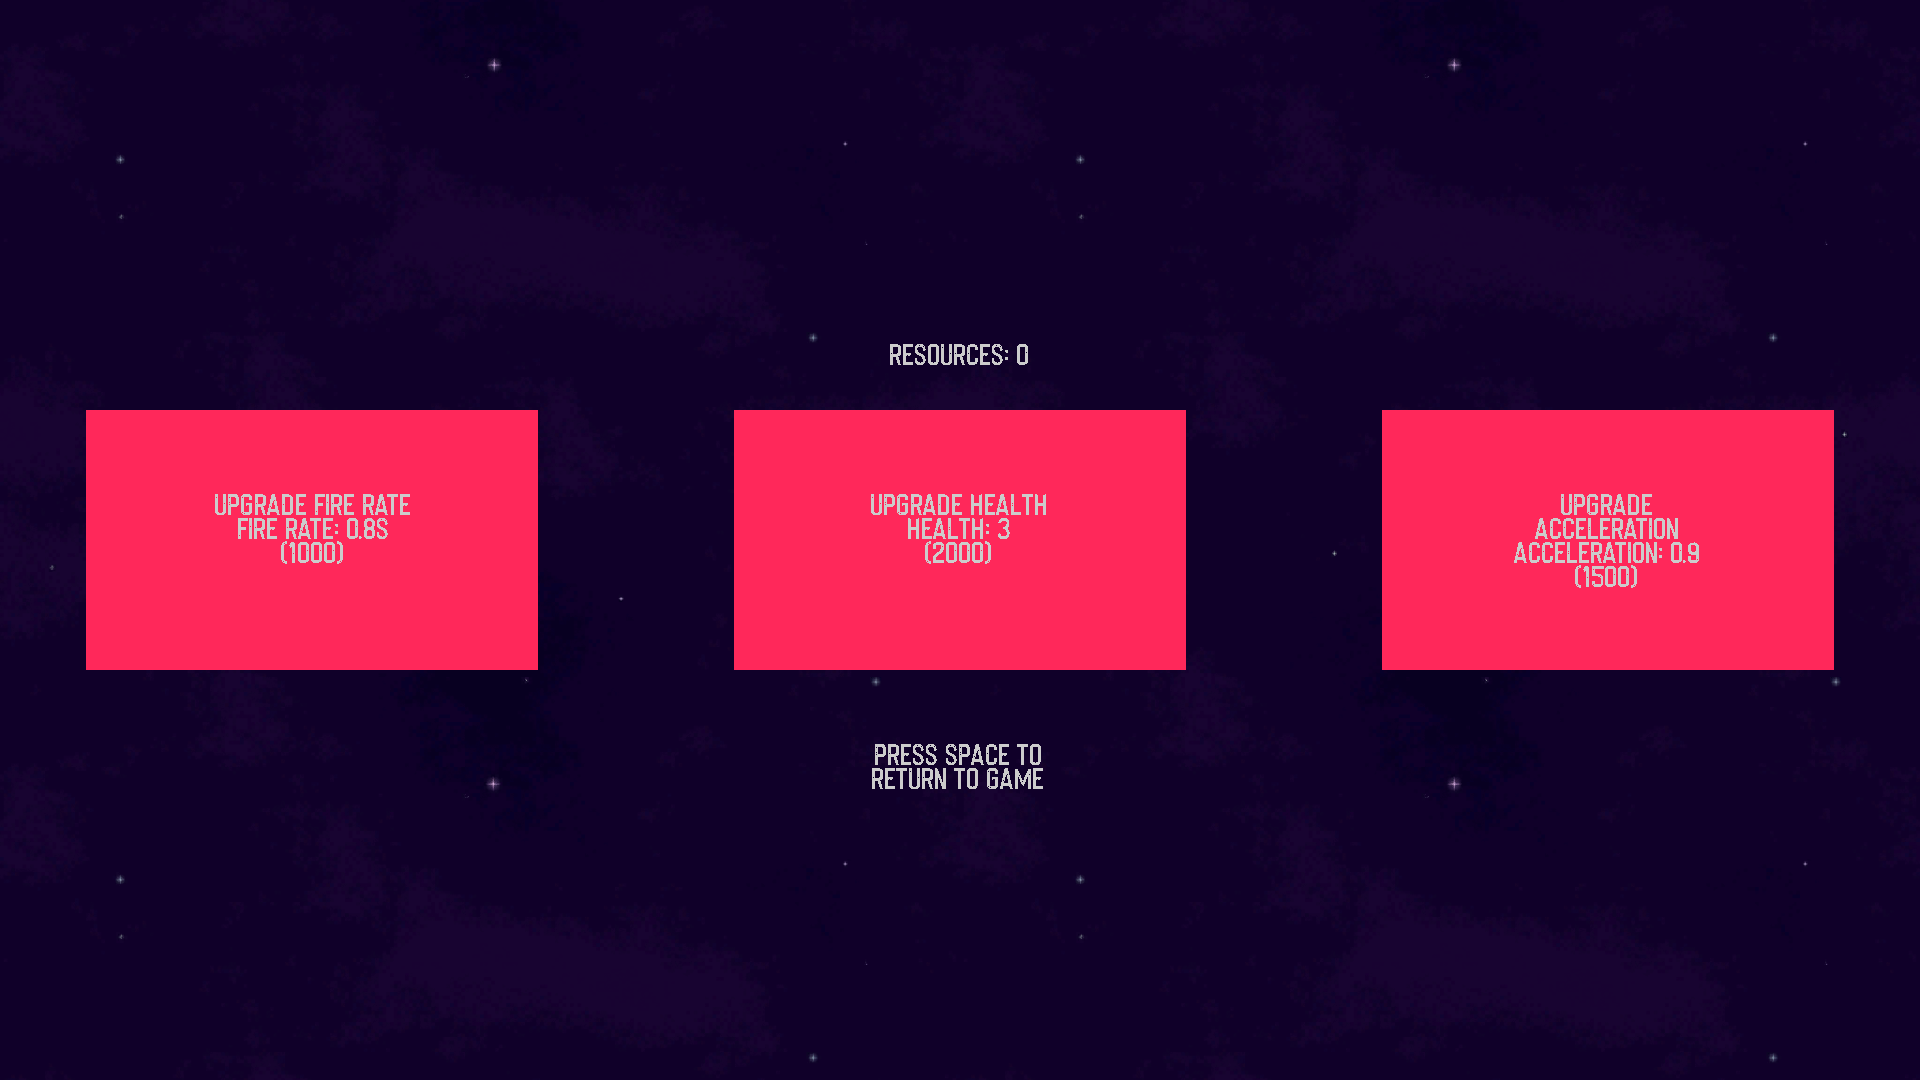 RESOURCES: 0
UPGRADE FIRE RATE
FIRE RATE: 0.8S
(1000)
UPGRADE HEALTH
HEALTH: 3
(2000)
UPGRADE
ACCELERATION
ACCELERATION: 0.9
(1500)
PRESS SPACE TO
RETURN TO GAME